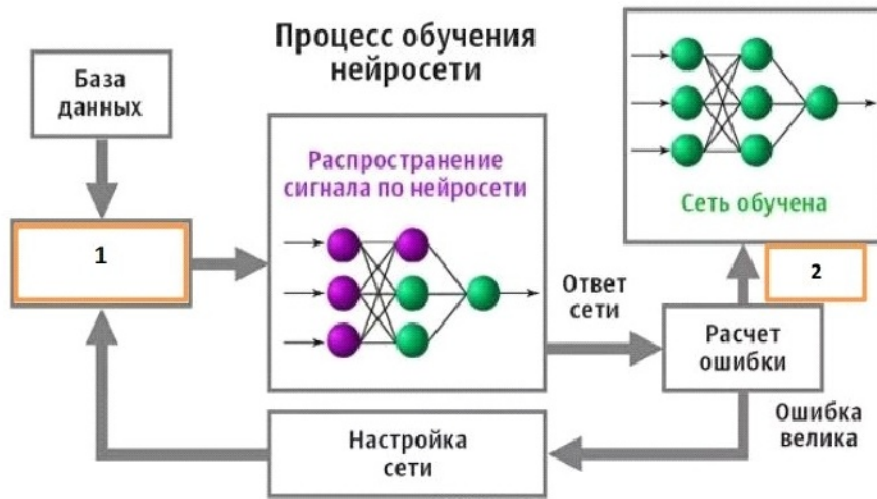 Процесс обучения
нейросети
База
данных
1
Распространение
сигнала по нейросети
Сеть обучена
2
Ответ
сети
Расчет
ошибки
Ошибка
велика
Настройка
сети